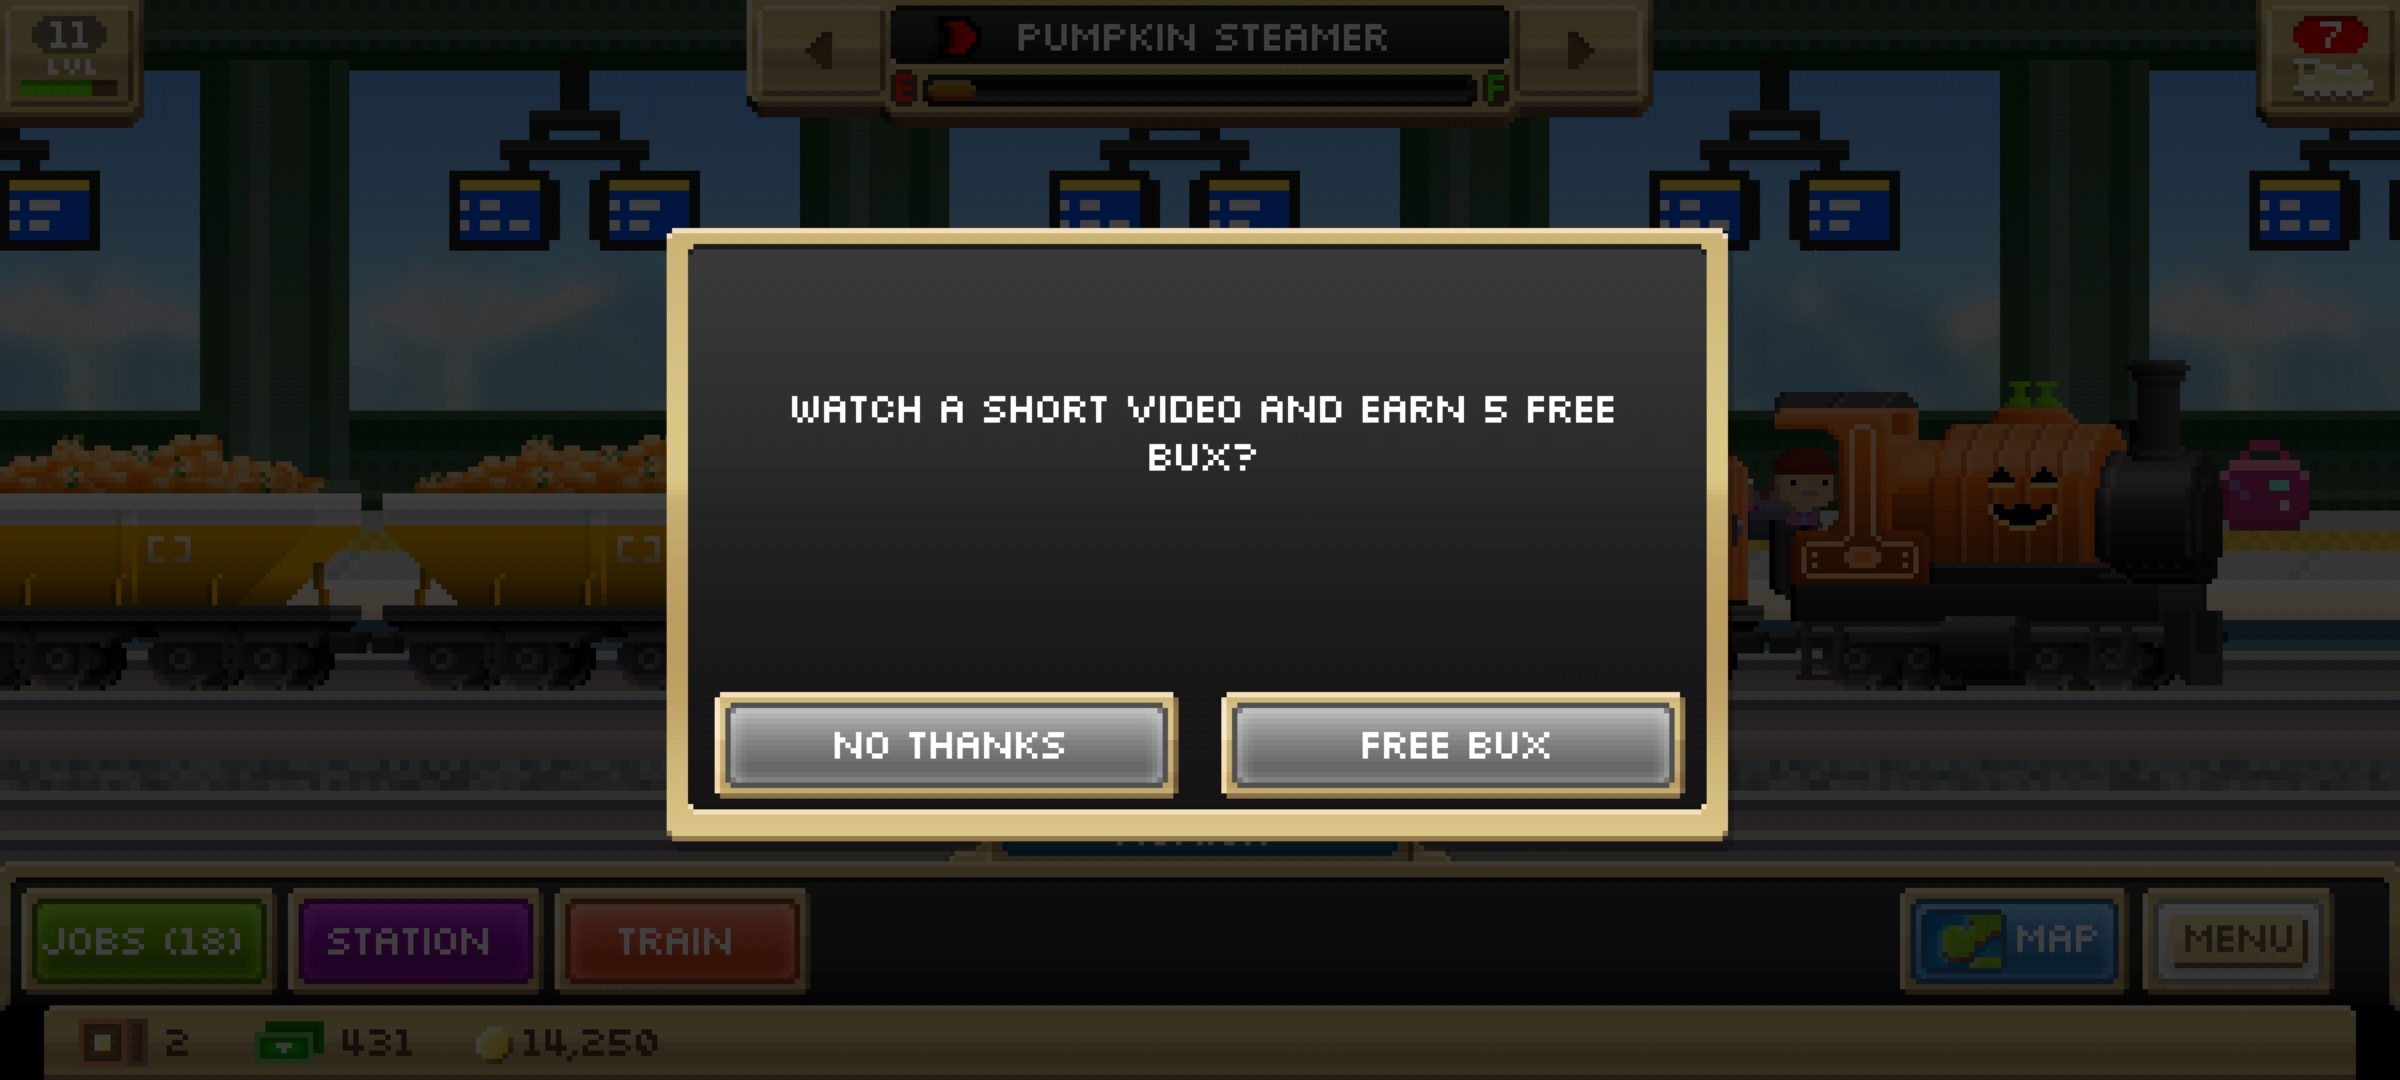 11
LVL
PUMPKIN STEAMER
E
F
7
WATCH A SHORT VIDEO AND EARN 5 FREE
BUX?
NO THANKS
FREE BUX
JOBS (18)
STATION
TRAIN
MAP
MENU
2
431
14,250